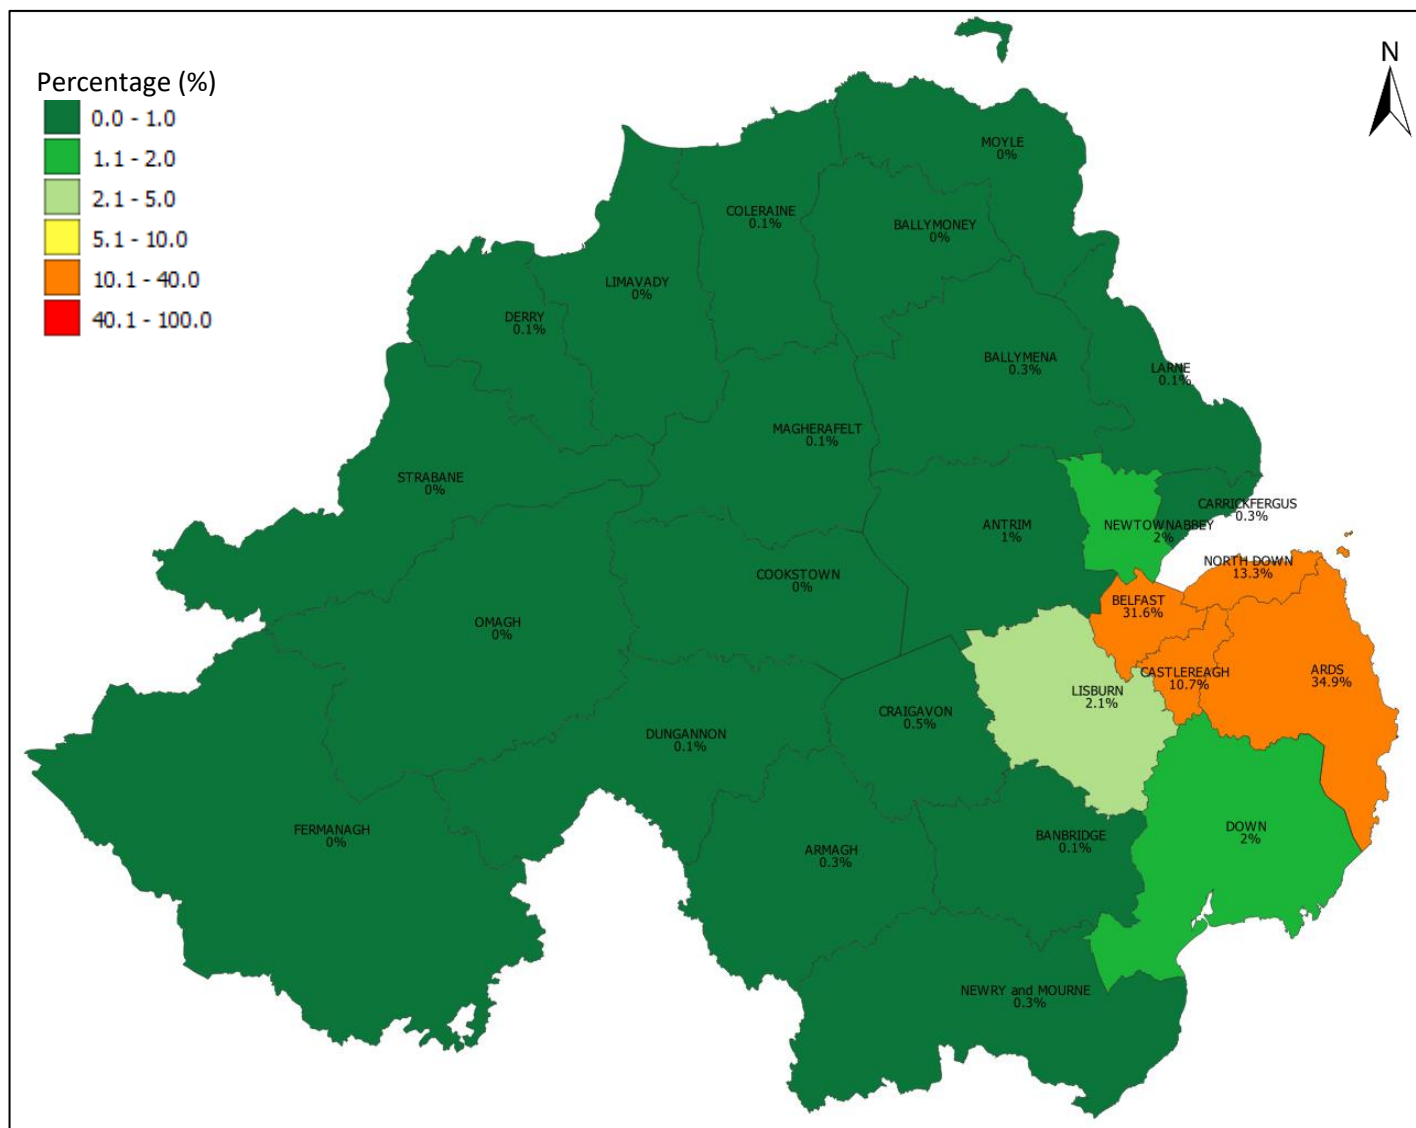 N
Percentage (%)
0.0 - 1.0
1.1 - 2.0
2.1 - 5.0
5.1 - 10.0
10.1 - 40.0
40.1 - 100.0
MOYLE
0%
COLERAINE
0.1%
BALLYMONEY
0%
LIMAVADY
0%
DERRY
0.1%
BALLYMENA
0.3%
LARNE
0.1%
MAGHERAFELT
0.1%
STRABANE
0%
CARRICKFERGUS
0.3%
ANTRIM
1%
NEWTOWNABBEY
2%
NORTH DOWN
13.3%
COOKSTOWN
0%
BELFAST
31.6%
OMAGH
0%
CASTLEREAGH
10.7%
ARDS
34.9%
LISBURN
2.1%
CRAIGAVON
0.5%
DUNGANNON
0.1%
FERMANAGH
0%
DOWN
2%
BANBRIDGE
0.1%
ARMAGH
0.3%
NEWRY and MOURNE
0.3%